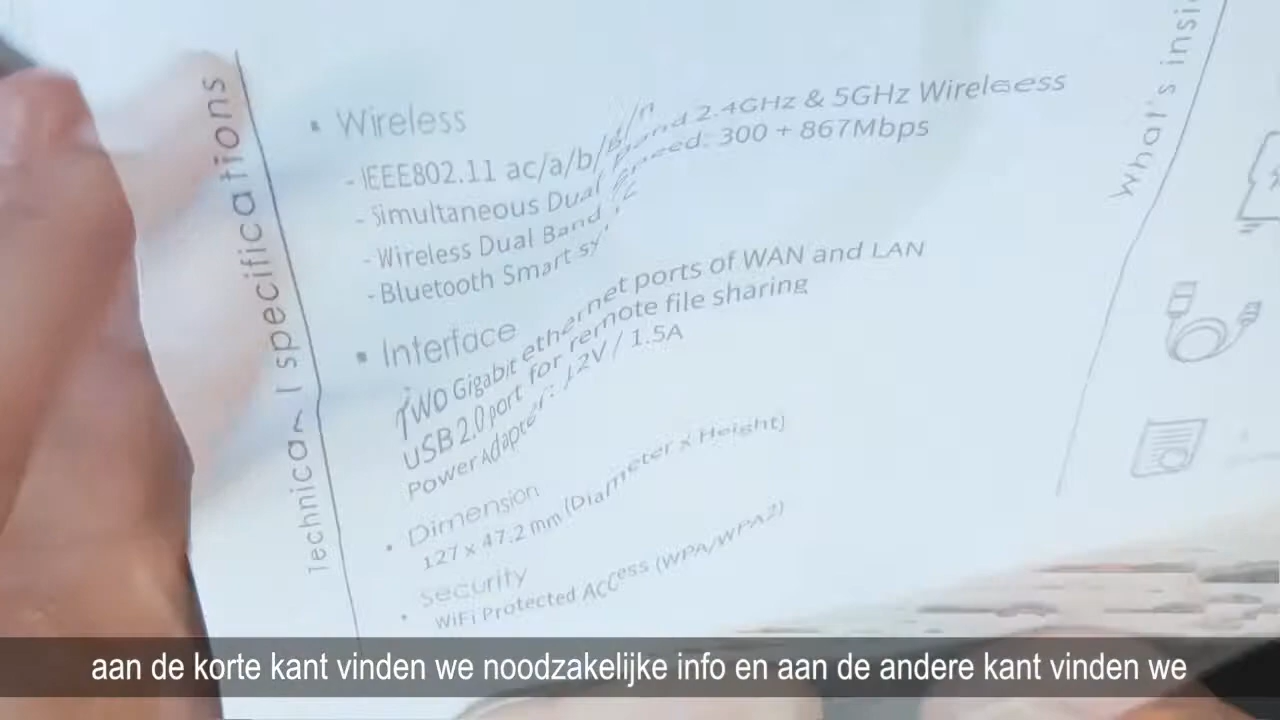 Technical specifications
Wireless
- IEEE802.11 ac/a/b/g/n
- Simultaneous Dual Band 2.4GHz & 5GHz Wireless
- Wireless Dual Band Speed: 300 + 867Mbps
- Bluetooth Smart
Interface
Two Gigabit ethernet ports of WAN and LAN
USB 2.0 port for remote file sharing
Power Adapter: 12V / 1.5A
Dimension
127 x 47.2 mm (Diameter x Height)
Security
WiFi Protected Access (WPA/WPA2)
What's
aan de korte kant vinden we noodzakelijke info en aan de andere kant vinden we